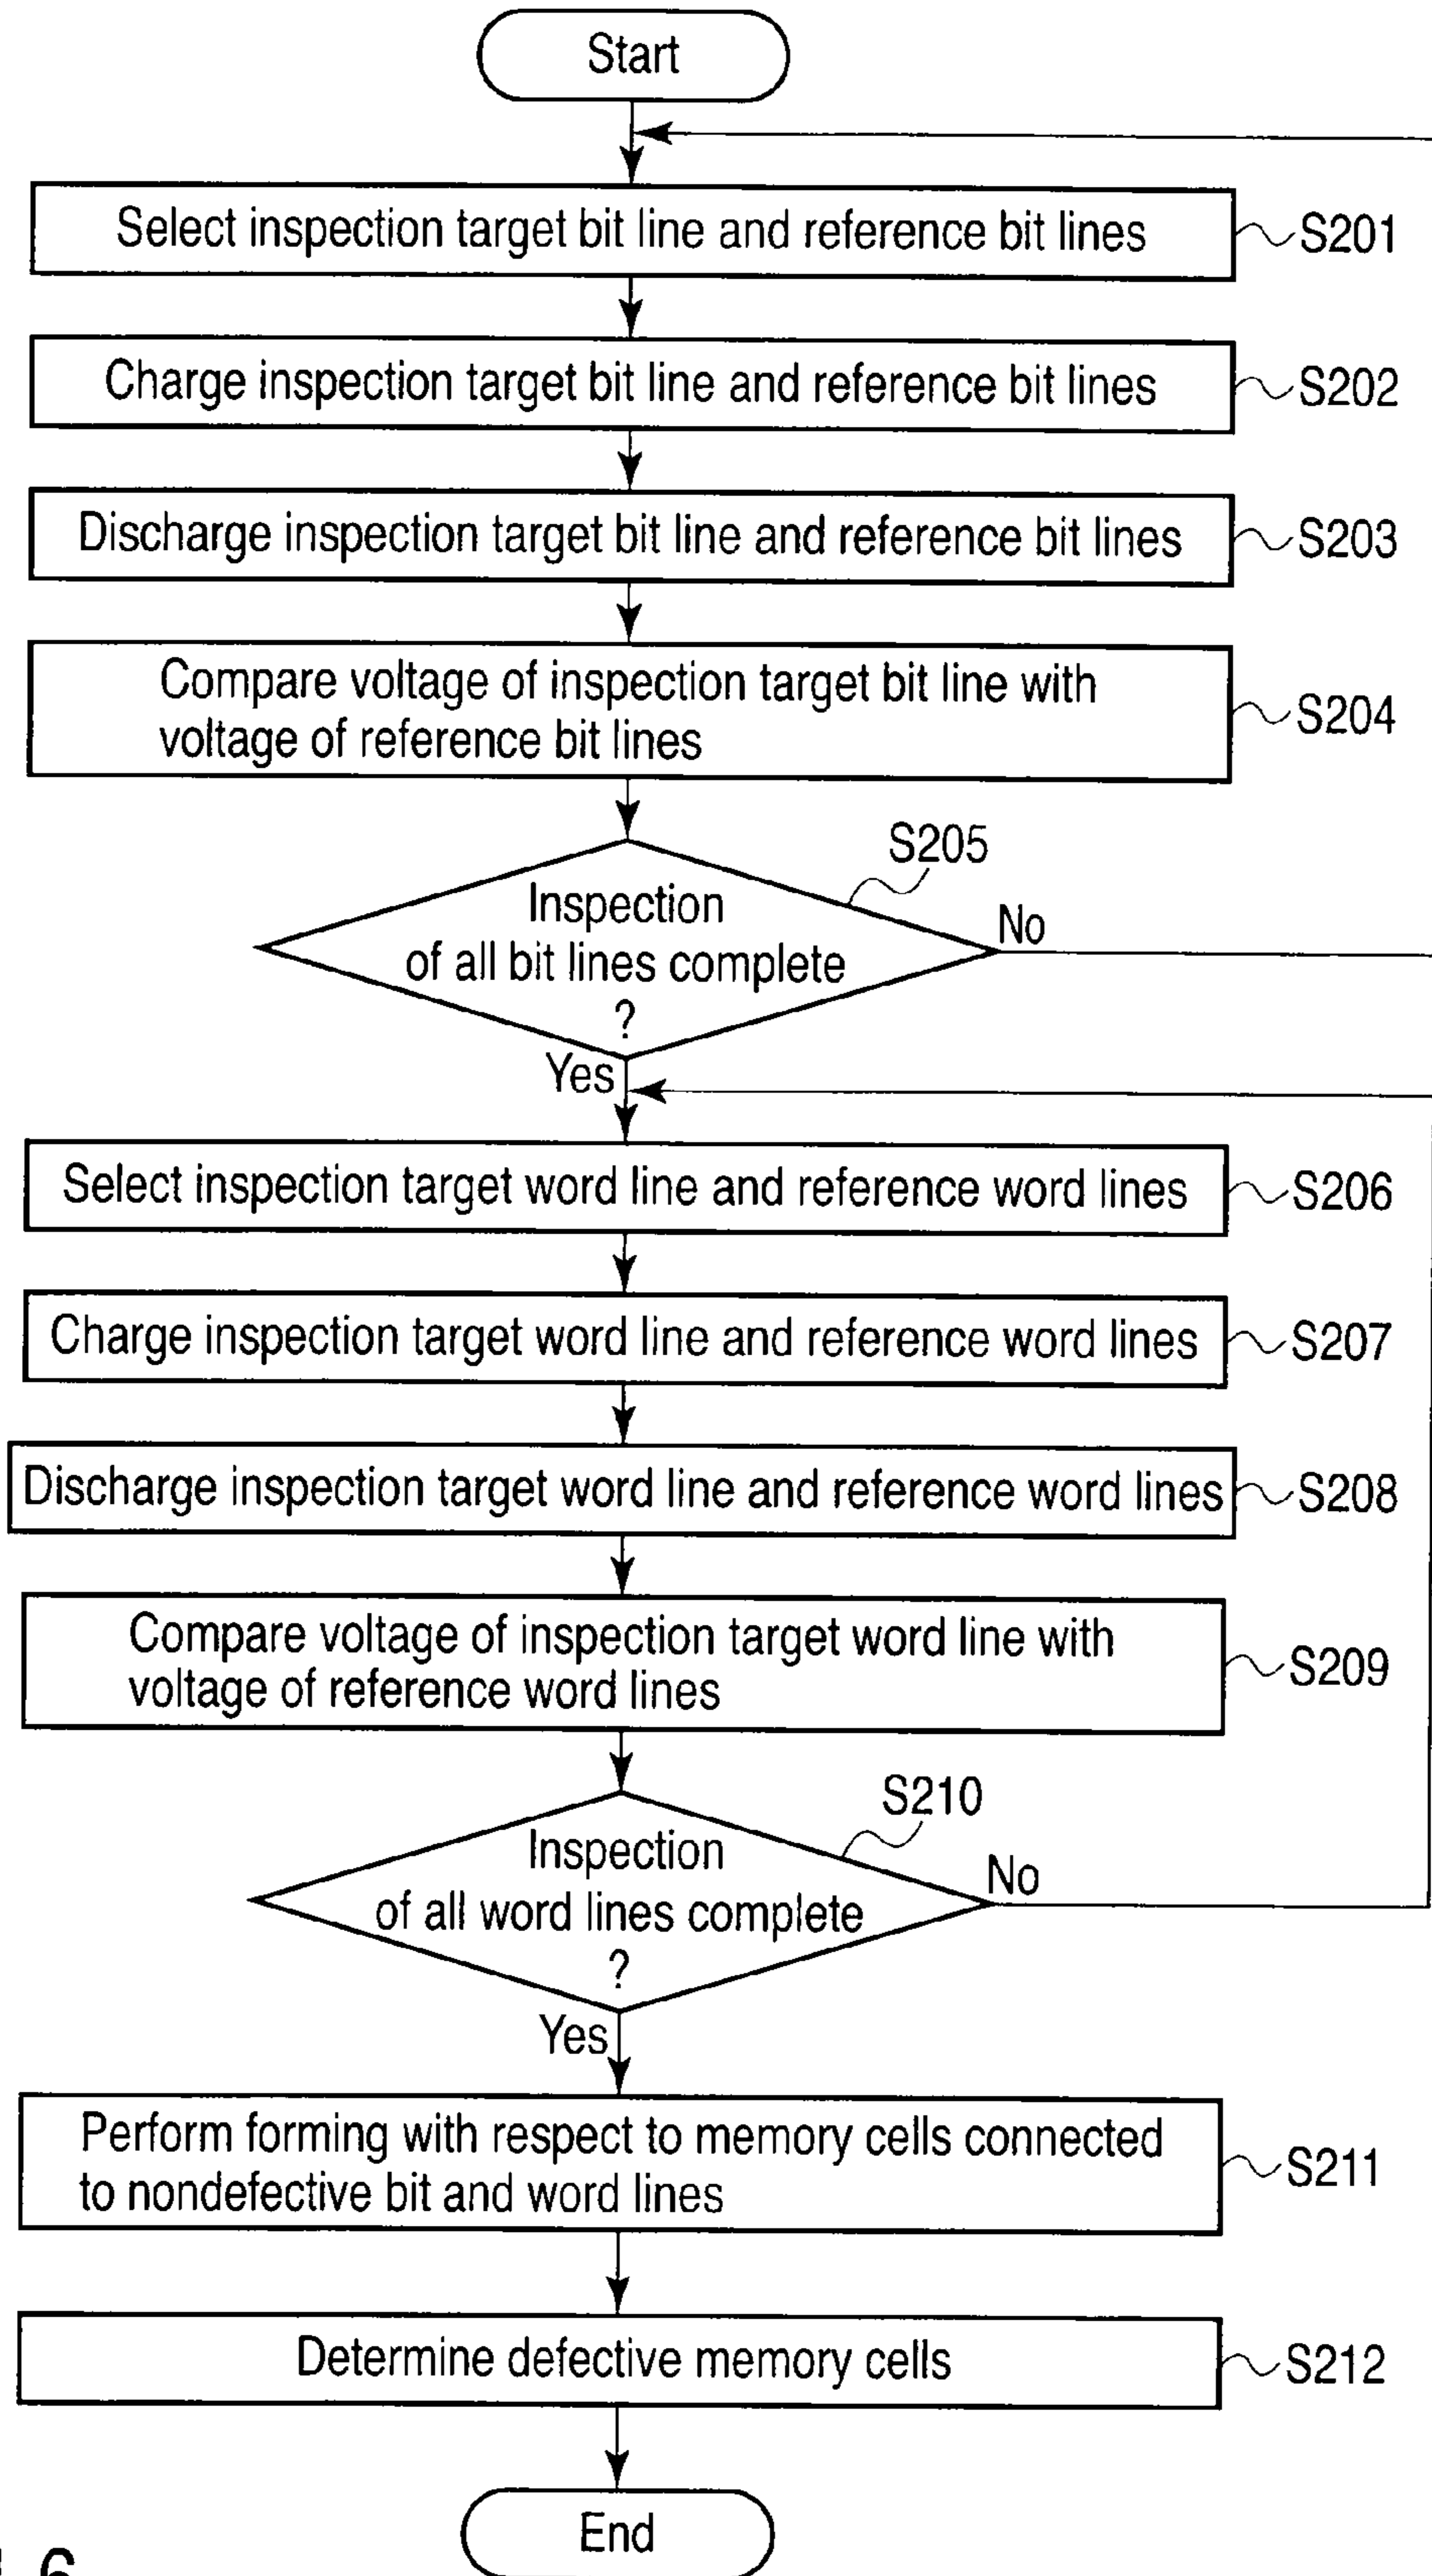 Start
Select inspection target bit line and reference bit lines
S201
Charge inspection target bit line and reference bit lines
S202
Discharge inspection target bit line and reference bit lines
S203
Compare voltage of inspection target bit line with
voltage of reference bit lines
S204
S205
Inspection
of all bit lines complete
?
No
Yes
Select inspection target word line and reference word lines
S206
Charge inspection target word line and reference word lines
S207
Discharge inspection target word line and reference word lines
S208
Compare voltage of inspection target word line with
voltage of reference word lines
S209
S210
Inspection
of all word lines complete
?
No
Yes
Perform forming with respect to memory cells connected
to nondefective bit and word lines
S211
Determine defective memory cells
S212
End
6